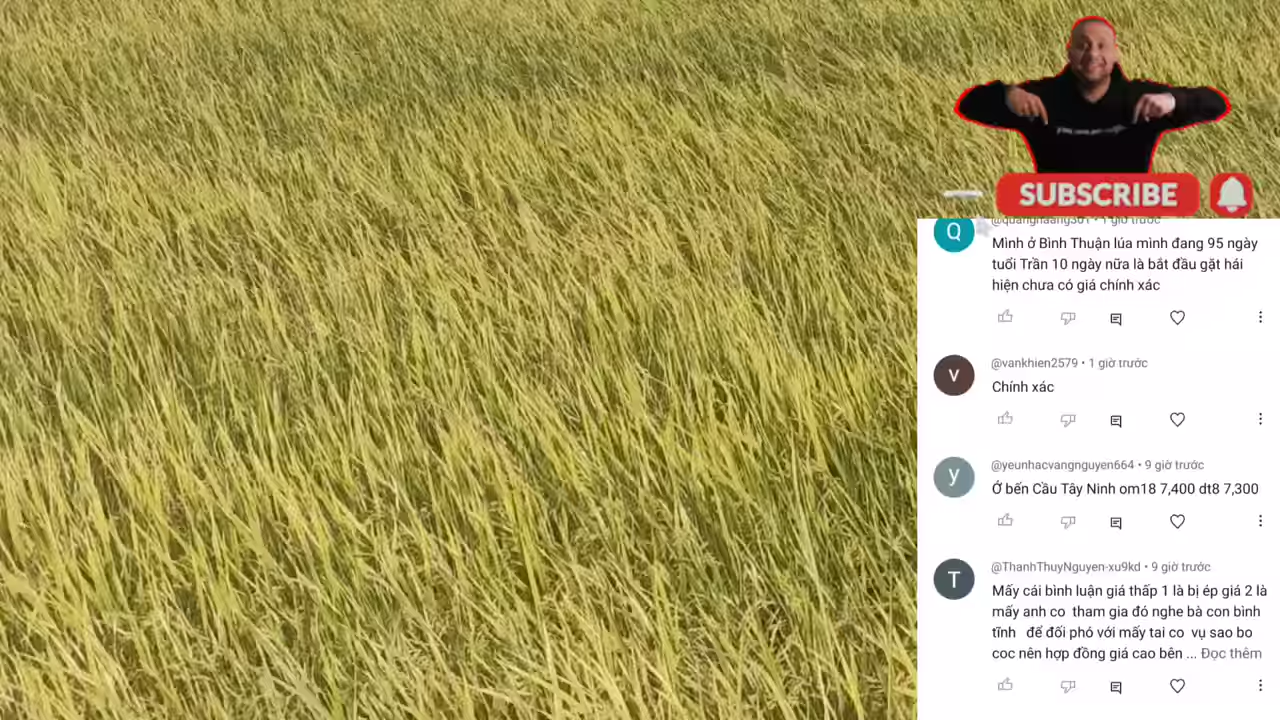 SUBSCRIBE
Q
Mình ở Bình Thuận lúa mình đang 95 ngày
tuổi Trần 10 ngày nữa là bắt đầu gặt hái
hiện chưa có giá chính xác
v
@vankhien2579 • 1 giờ trước
Chính xác
y
@yeunhacvangnguyen664 • 9 giờ trước
Ở bến Cầu Tây Ninh om18 7,400 dt8 7,300
T
@ThanhThuyNguyen-xu9kd • 9 giờ trước
Mấy cái bình luận giá thấp 1 là bị ép giá 2 là
mấy anh co tham gia đó nghe bà con bình
tĩnh để đối phó với mấy tai co vụ sao bo
coc nên hợp đồng giá cao bên ... Đọc thêm